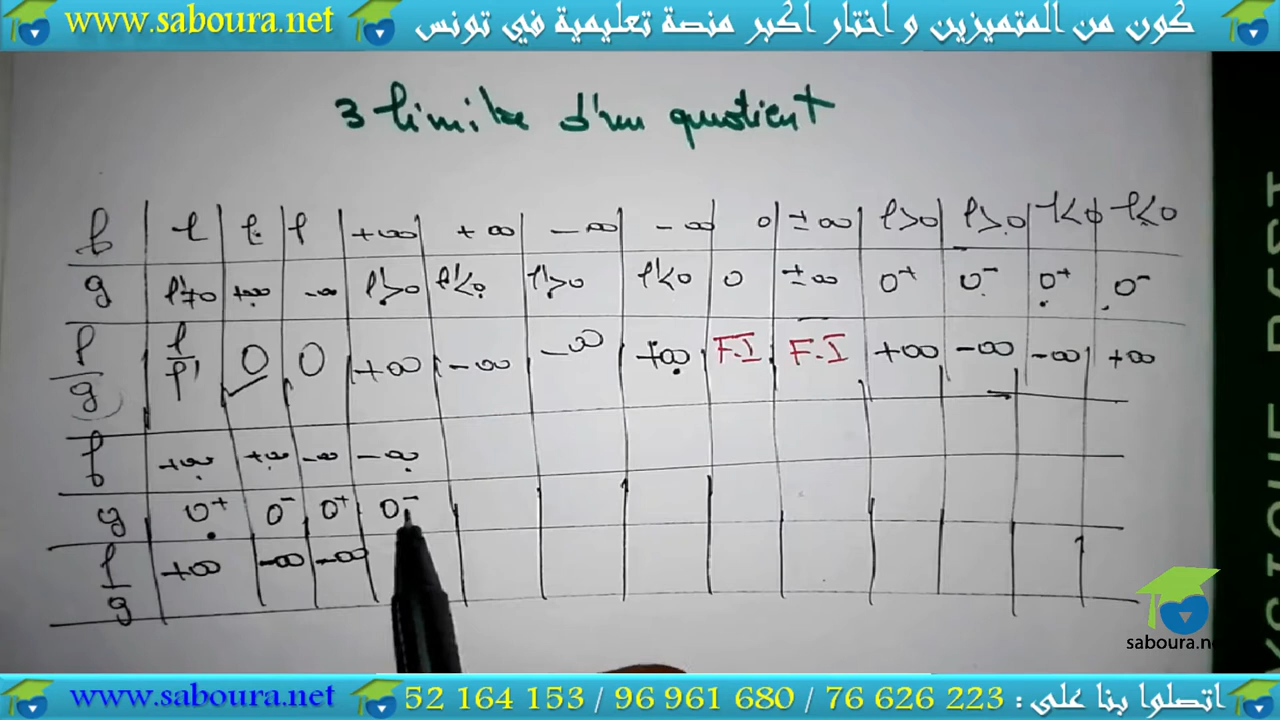 www.saboura.net كون من المتميزين و اختار اكبر منصة تعليمية في تونس
3 limite d'un quotient
f | l | l | l | +∞ | +∞ | -∞ | -∞ | 0 | ±∞ | l>0 | l>0 | l<0 | l<0
g | l'≠0 | +∞ | -∞ | l'>0 | l'<0 | l'>0 | l'<0 | 0 | ±∞ | 0⁺ | 0⁻ | 0⁺ | 0⁻
f/g | l/l' | 0 | 0 | +∞ | -∞ | -∞ | +∞ | F.I | F.I | +∞ | -∞ | -∞ | +∞
f | +∞ | +∞ | -∞ | -∞
g | 0⁺ | 0⁻ | 0⁺ | 0⁻
f/g | +∞ | -∞ | -∞
saboura.ne
www.saboura.net 52 164 153 / 96 961 680 / 76 626 223 : اتصلوا بنا على